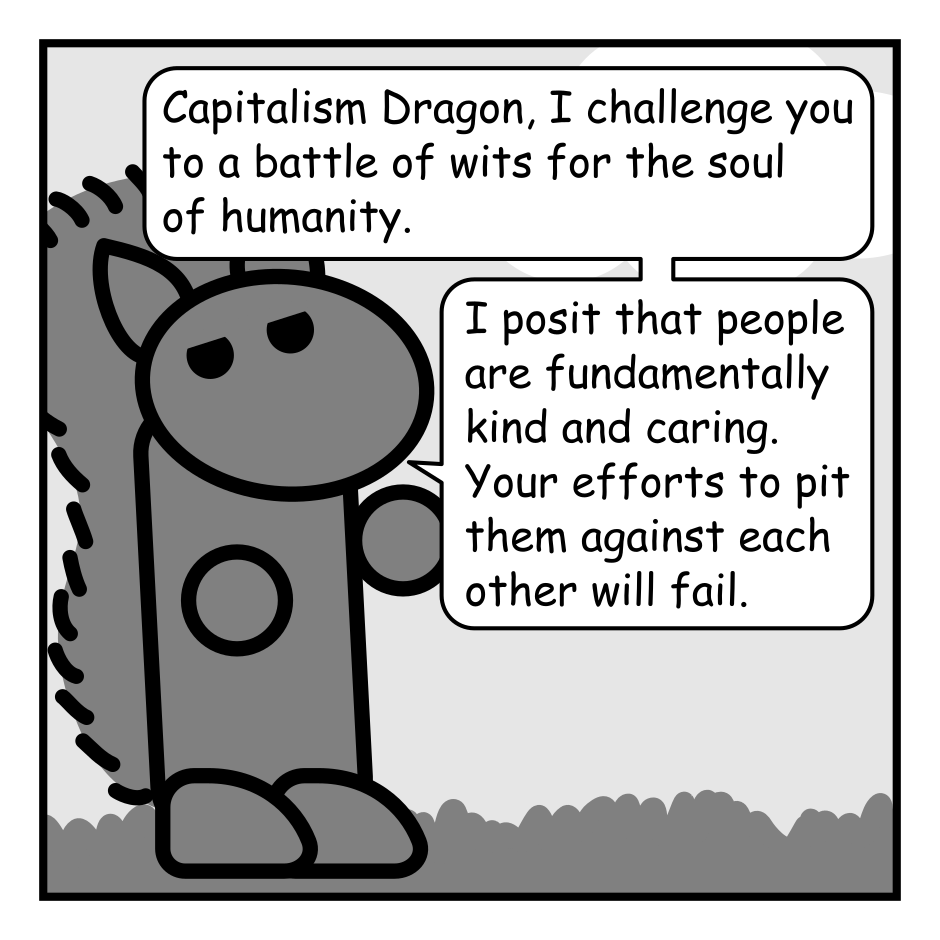 Capitalism Dragon, I challenge you
to a battle of wits for the soul
of humanity.
I posit that people
are fundamentally
kind and caring.
Your efforts to pit
them against each
other will fail.